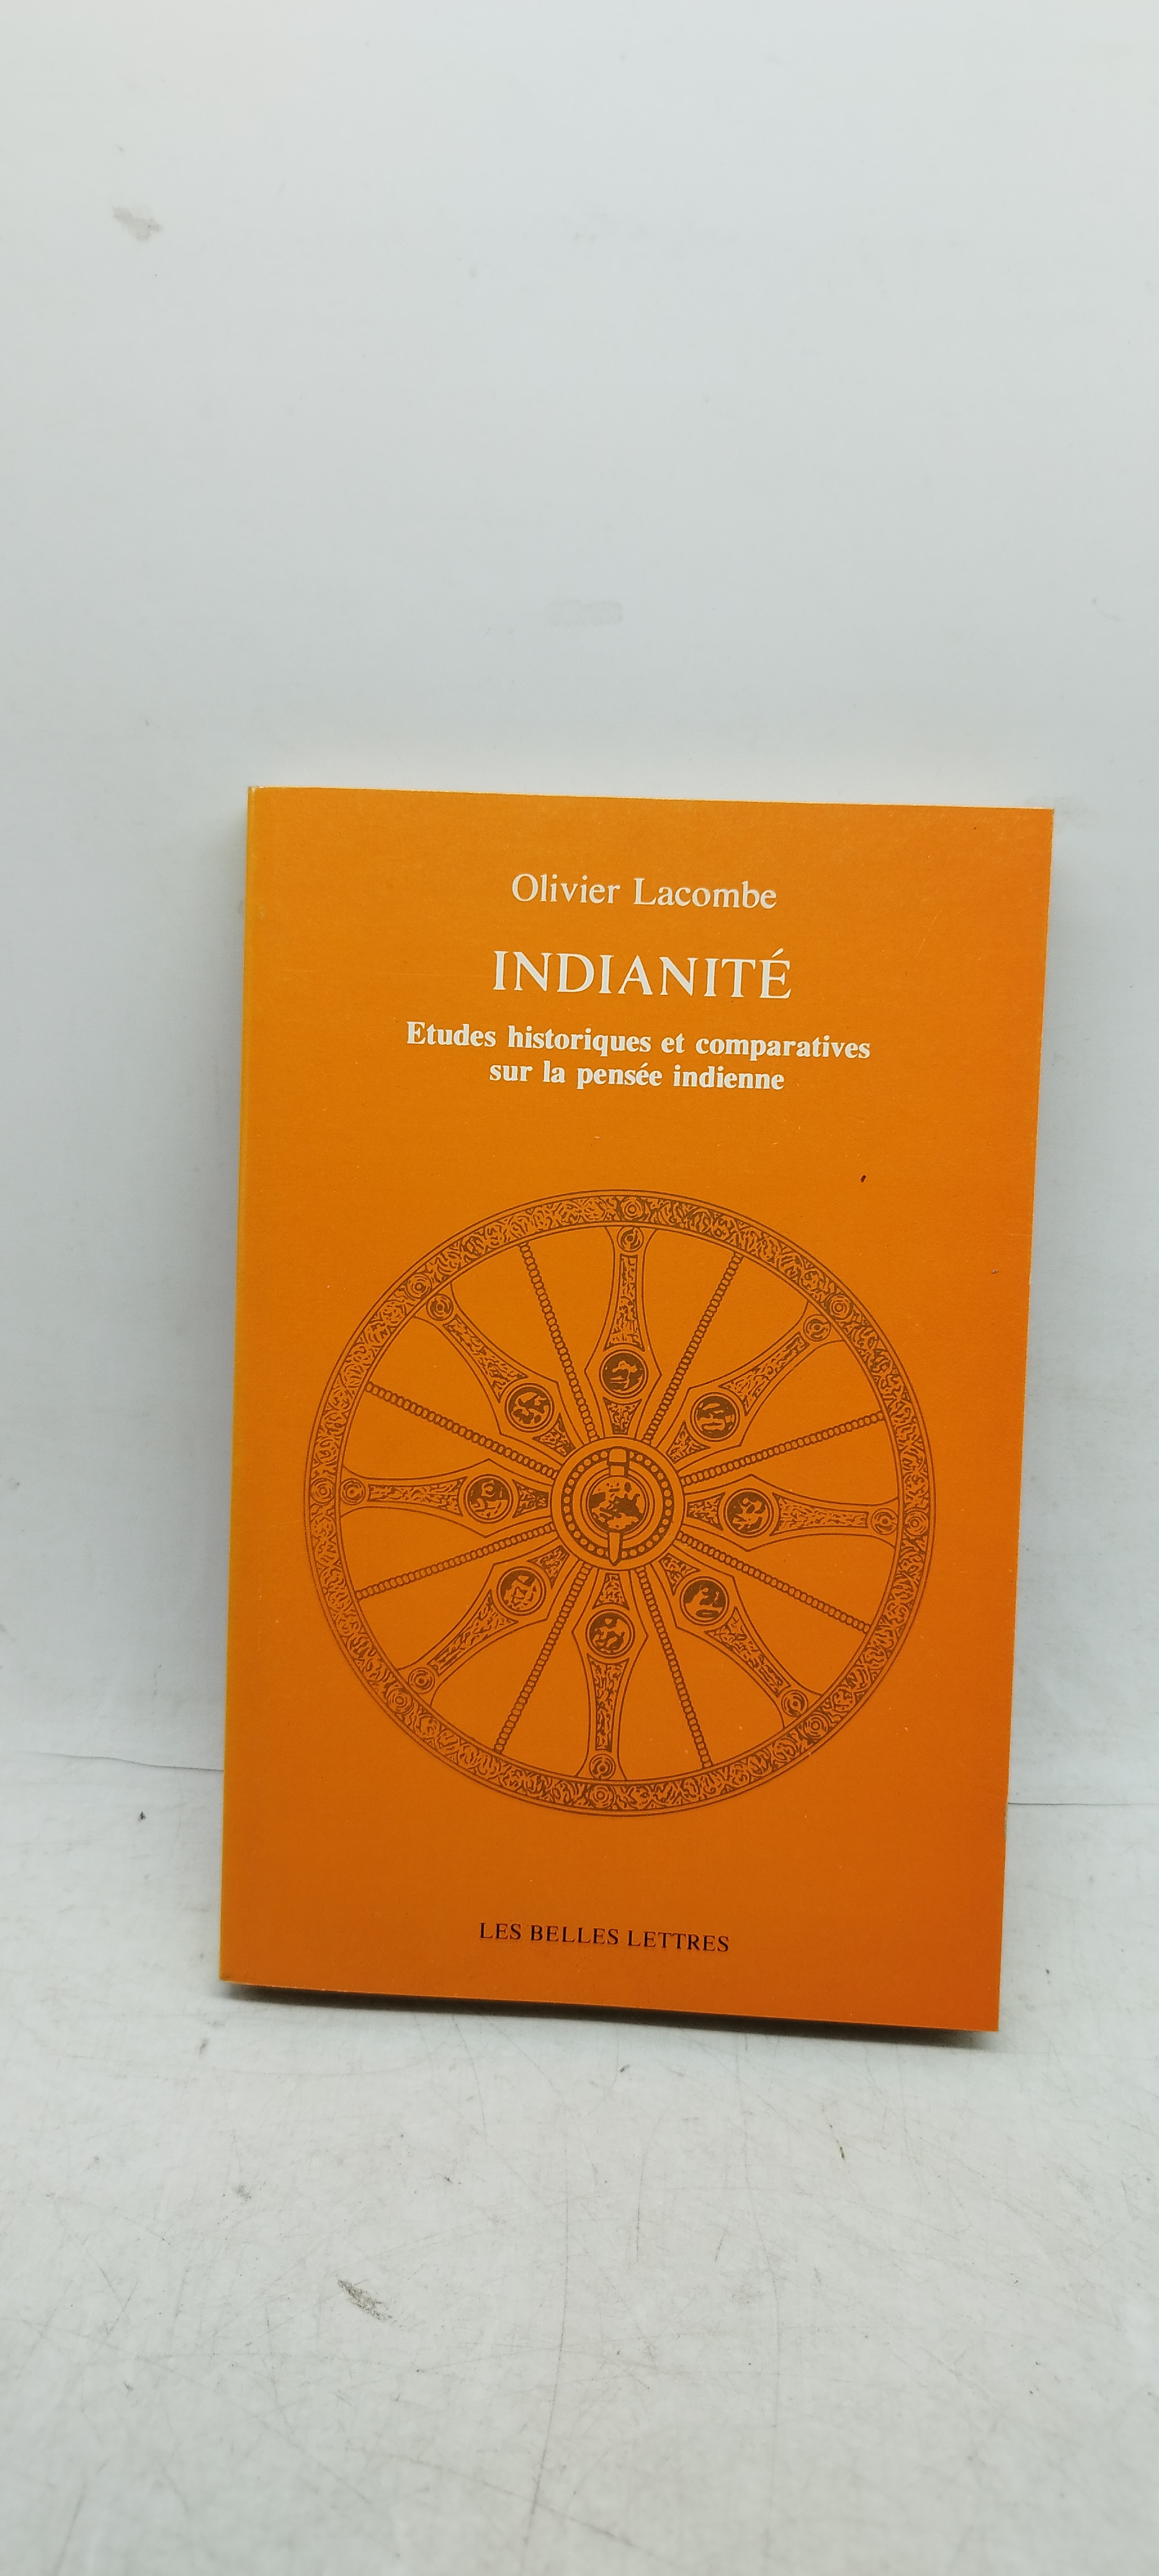 Olivier Lacombe
INDIANITÉ
Etudes historiques et comparatives
sur la pensée indienne
LES BELLES LETTRES